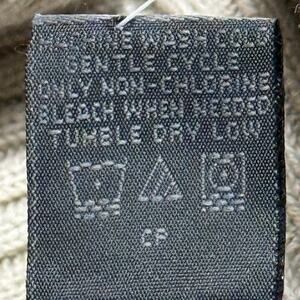 MACHINE WASH COLD
GENTLE CYCLE
ONLY NON-CHLORINE
BLEACH WHEN NEEDED
TUMBLE DRY LOW
CP